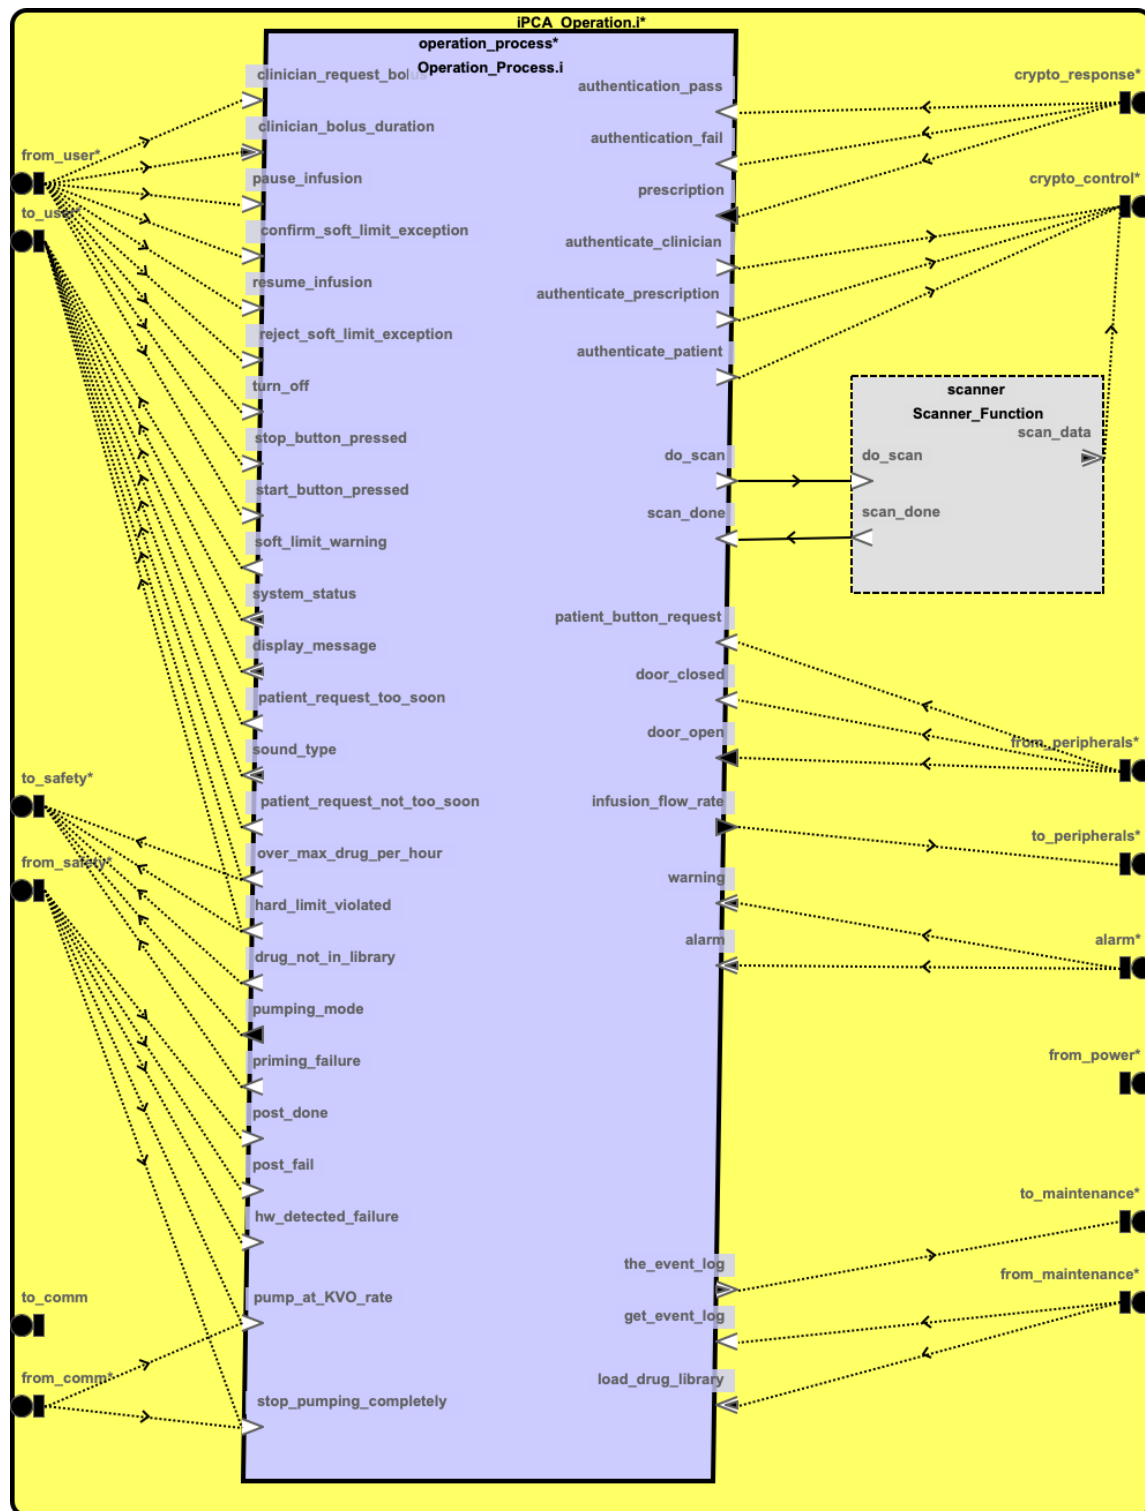 iPCA_Operation.i*
operation_process*
Operation_Process.i
from_user*
to_user*
to_safety*
from_safety*
to_comm
from_comm*
clinician_request_bolus
clinician_bolus_duration
pause_infusion
confirm_soft_limit_exception
resume_infusion
reject_soft_limit_exception
turn_off
stop_button_pressed
start_button_pressed
soft_limit_warning
system_status
display_message
patient_request_too_soon
sound_type
patient_request_not_too_soon
over_max_drug_per_hour
hard_limit_violated
drug_not_in_library
pumping_mode
priming_failure
post_done
post_fail
hw_detected_failure
pump_at_KVO_rate
stop_pumping_completely
authentication_pass
authentication_fail
prescription
authenticate_clinician
authenticate_prescription
authenticate_patient
do_scan
scan_done
patient_button_request
door_closed
door_open
infusion_flow_rate
warning
alarm
the_event_log
get_event_log
load_drug_library
scanner
Scanner_Function
scan_data
do_scan
scan_done
crypto_response*
crypto_control*
from_peripherals*
to_peripherals*
alarm*
from_power*
to_maintenance*
from_maintenance*